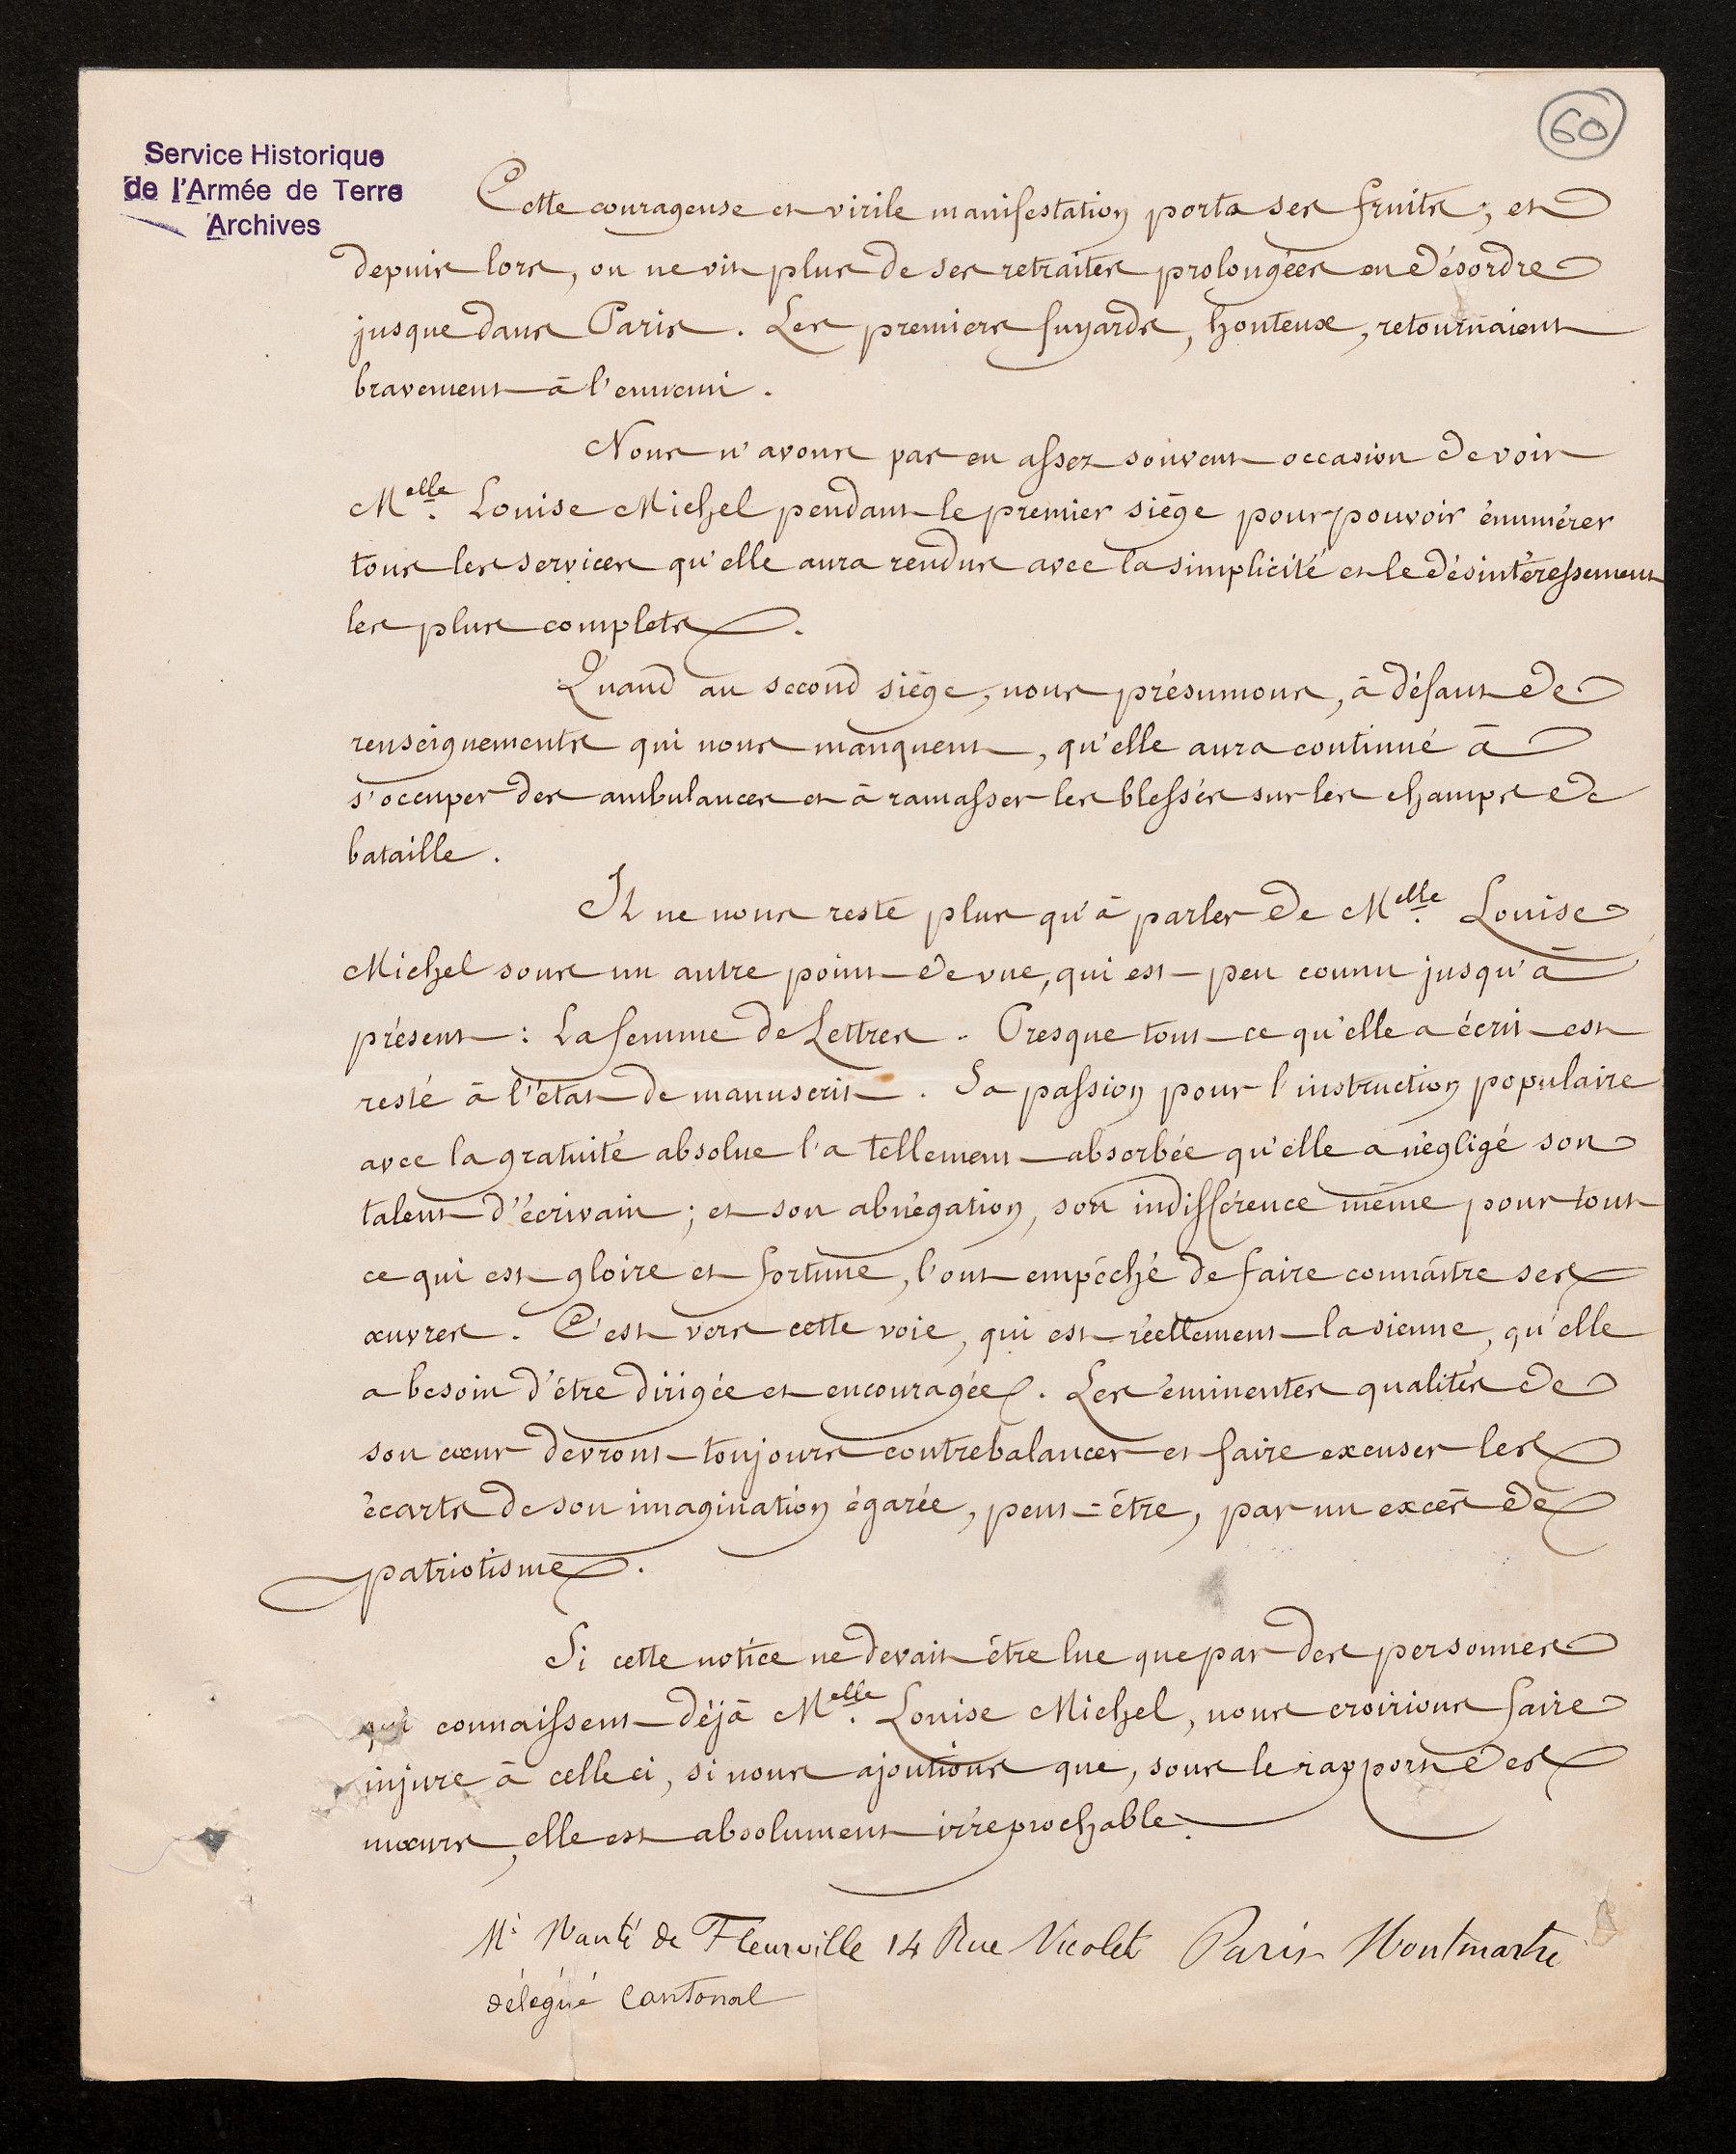 60
Service Historique
de l'Armée de Terre
Archives
Cette courageuse et virile manifestation porta ses fruits ; et
depuis lors, on ne vit plus de ses retraites prolongées en désordre
jusque dans Paris. Les premiers fuyards, honteux, retournaient
bravement à l'ennemi.
Nous n'avons pas eu assez souvent occasion de voir
Melle. Louise Michel pendant le premier siège pour pouvoir énumérer
tous les services qu'elle aura rendus avec la simplicité et le désintéressement
les plus complets.
Quand au second siège, nous présumons, à défaut de
renseignements qui nous manquent, qu'elle aura continué à
s'occuper des ambulances et à ramasser les blessés sur les champs de
bataille.
Il ne nous reste plus qu'à parler de Melle. Louise
Michel sous un autre point de vue, qui est peu connu jusqu'à
présent : La femme de Lettres. Presque tout ce qu'elle a écrit est
resté à l'état de manuscrit. Sa passion pour l'instruction populaire
avec la gratuité absolue l'a tellement absorbée qu'elle a négligé son
talent d'écrivain ; et son abnégation, son indifférence même pour tout
ce qui est gloire et fortune, l'ont empêché de faire connaître ses
œuvres. C'est vers cette voie, qui est réellement la sienne, qu'elle
a besoin d'être dirigée et encouragée. Les éminentes qualités de
son cœur devront toujours contrebalancer et faire excuser les
écarts de son imagination égarée, peut-être, par un excès de
patriotisme.
Si cette notice ne devait être lue que par des personnes
qui connaissent déjà Melle. Louise Michel, nous croirions faire
injure à celle ci, si nous ajoutions que, sous le rapport des
mœurs, elle est absolument irréprochable.
de Fleurville 14 Rue Nicolet Paris Montmartre
délégué Cantonal